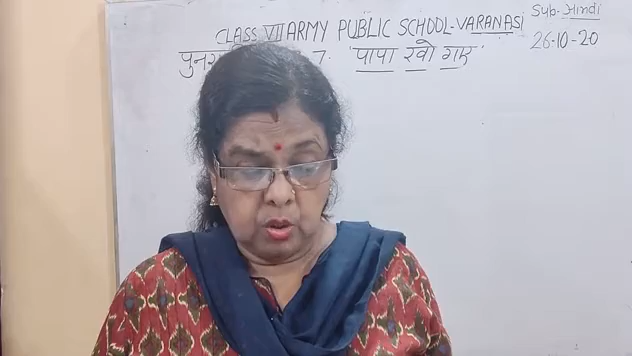 CLASS VII ARMY PUBLIC SCHOOL-VARANASI
Sub-Hindi
26-10-20
7. 'पापा खो गए'